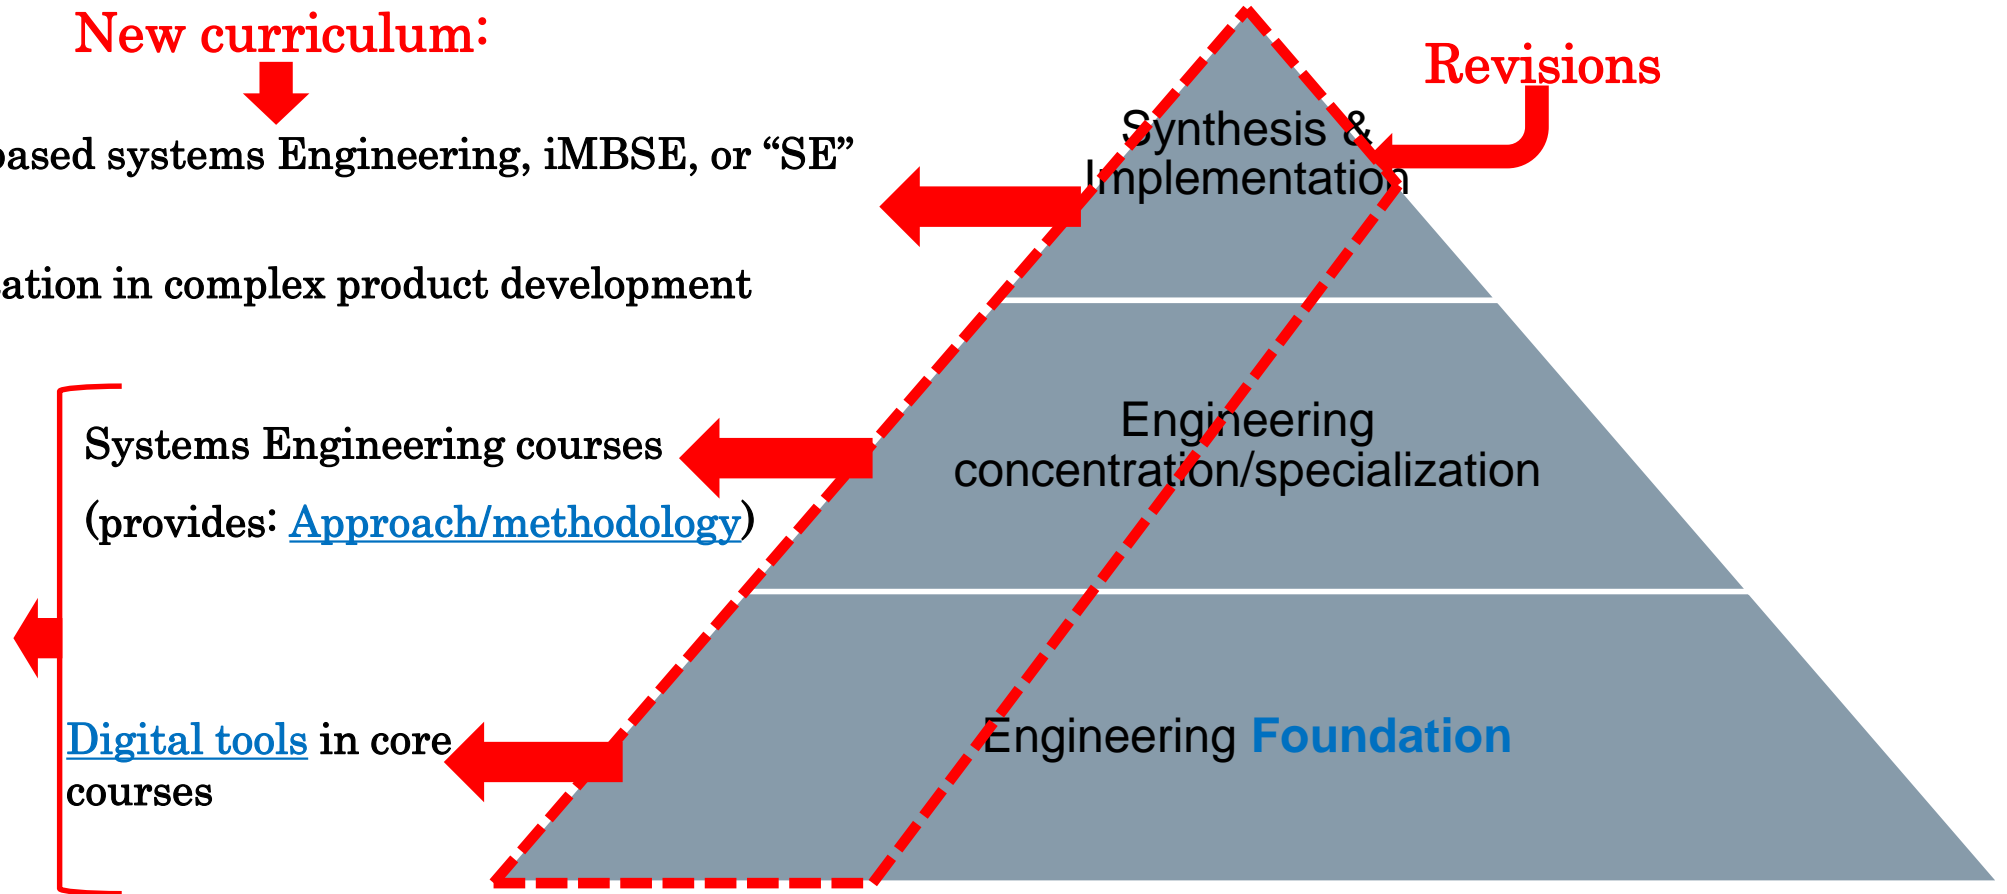 New curriculum:
Revisions
based systems Engineering, iMBSE, or “SE”
Synthesis &
Implementation
ation in complex product development
Systems Engineering courses
(provides: Approach/methodology)
Engineering
concentration/specialization
Digital tools in core
courses
Engineering Foundation